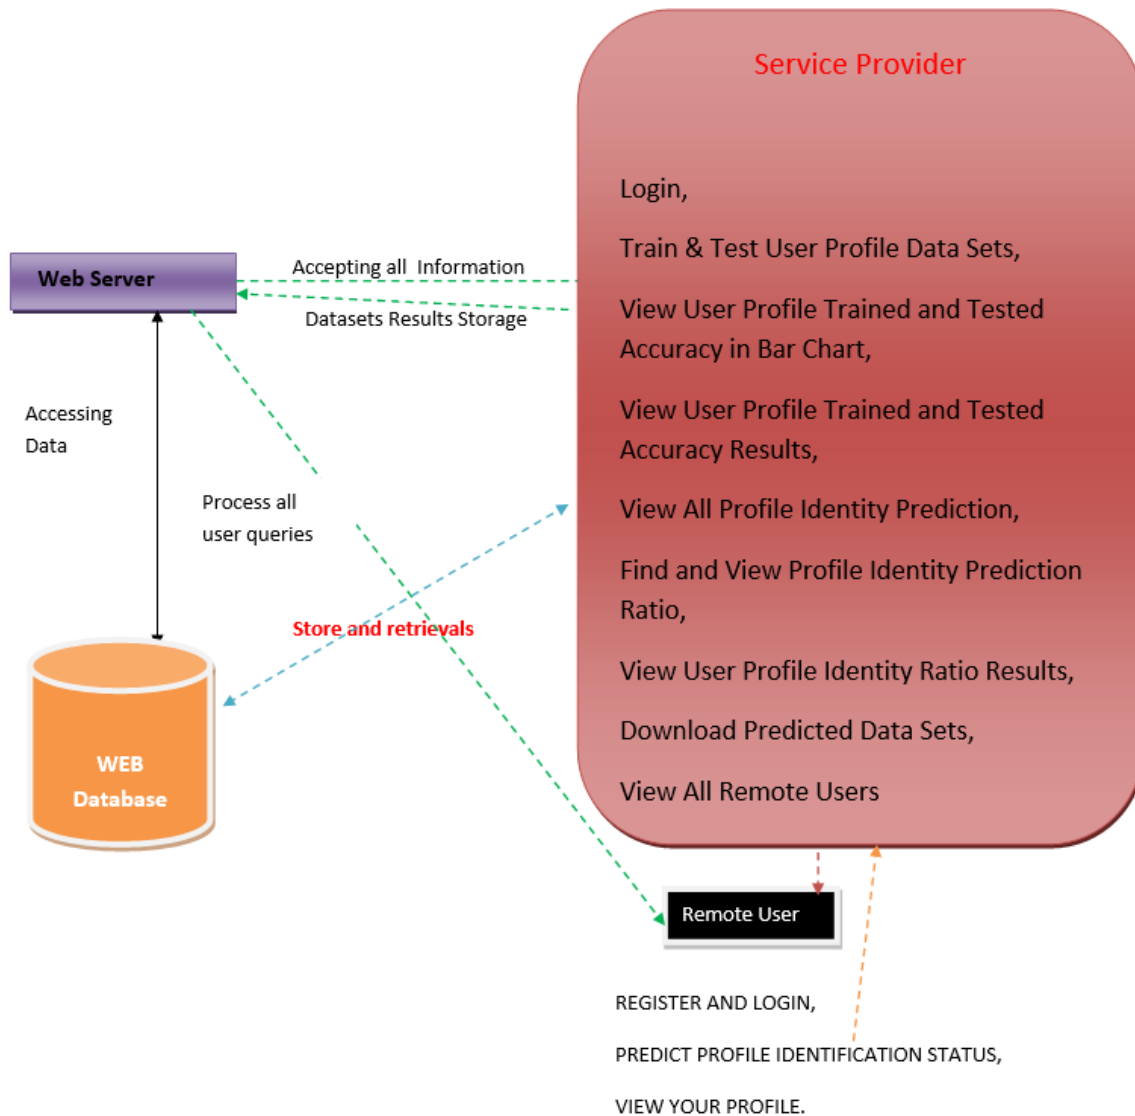 Service Provider
Login,
Train & Test User Profile Data Sets,
View User Profile Trained and Tested
Accuracy in Bar Chart,
View User Profile Trained and Tested
Accuracy Results,
View All Profile Identity Prediction,
Find and View Profile Identity Prediction
Ratio,
View User Profile Identity Ratio Results,
Download Predicted Data Sets,
View All Remote Users
Web Server
Accepting all Information
Datasets Results Storage
Accessing
Data
Process all
user queries
Store and retrievals
WEB
Database
Remote User
REGISTER AND LOGIN,
PREDICT PROFILE IDENTIFICATION STATUS,
VIEW YOUR PROFILE.